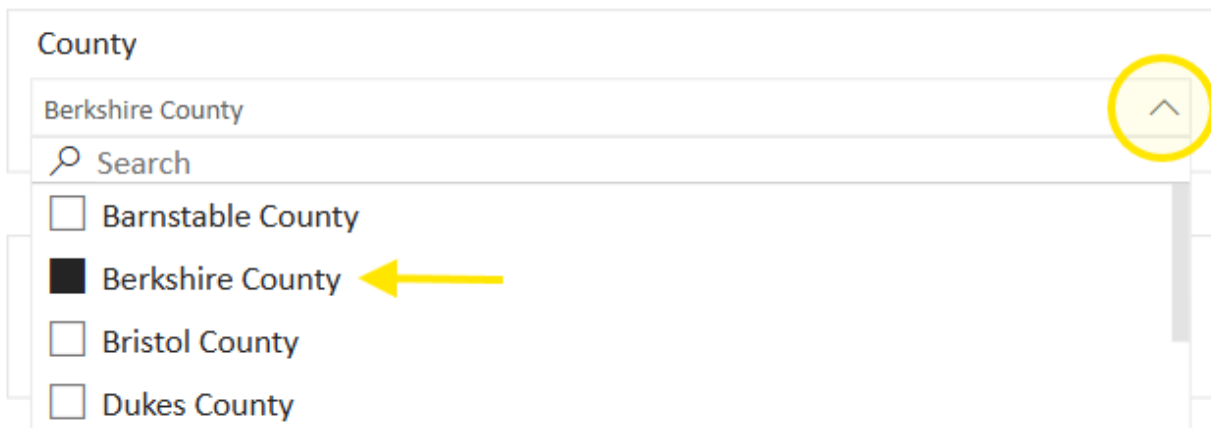 County
Berkshire County
Search
Barnstable County
Berkshire County
Bristol County
Dukes County